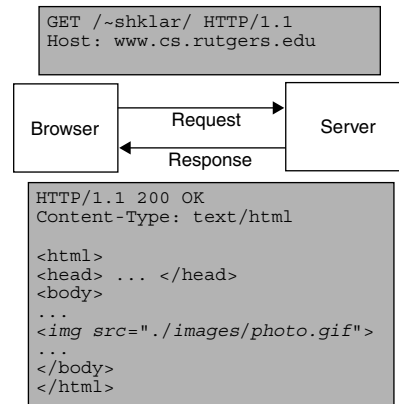 GET /~shklar/ HTTP/1.1
Host: www.cs.rutgers.edu
Browser
Request
Server
Response
HTTP/1.1 200 OK
Content-Type: text/html
<html>
<head> ... </head>
<body>
...
<img src="./images/photo.gif">
...
</body>
</html>